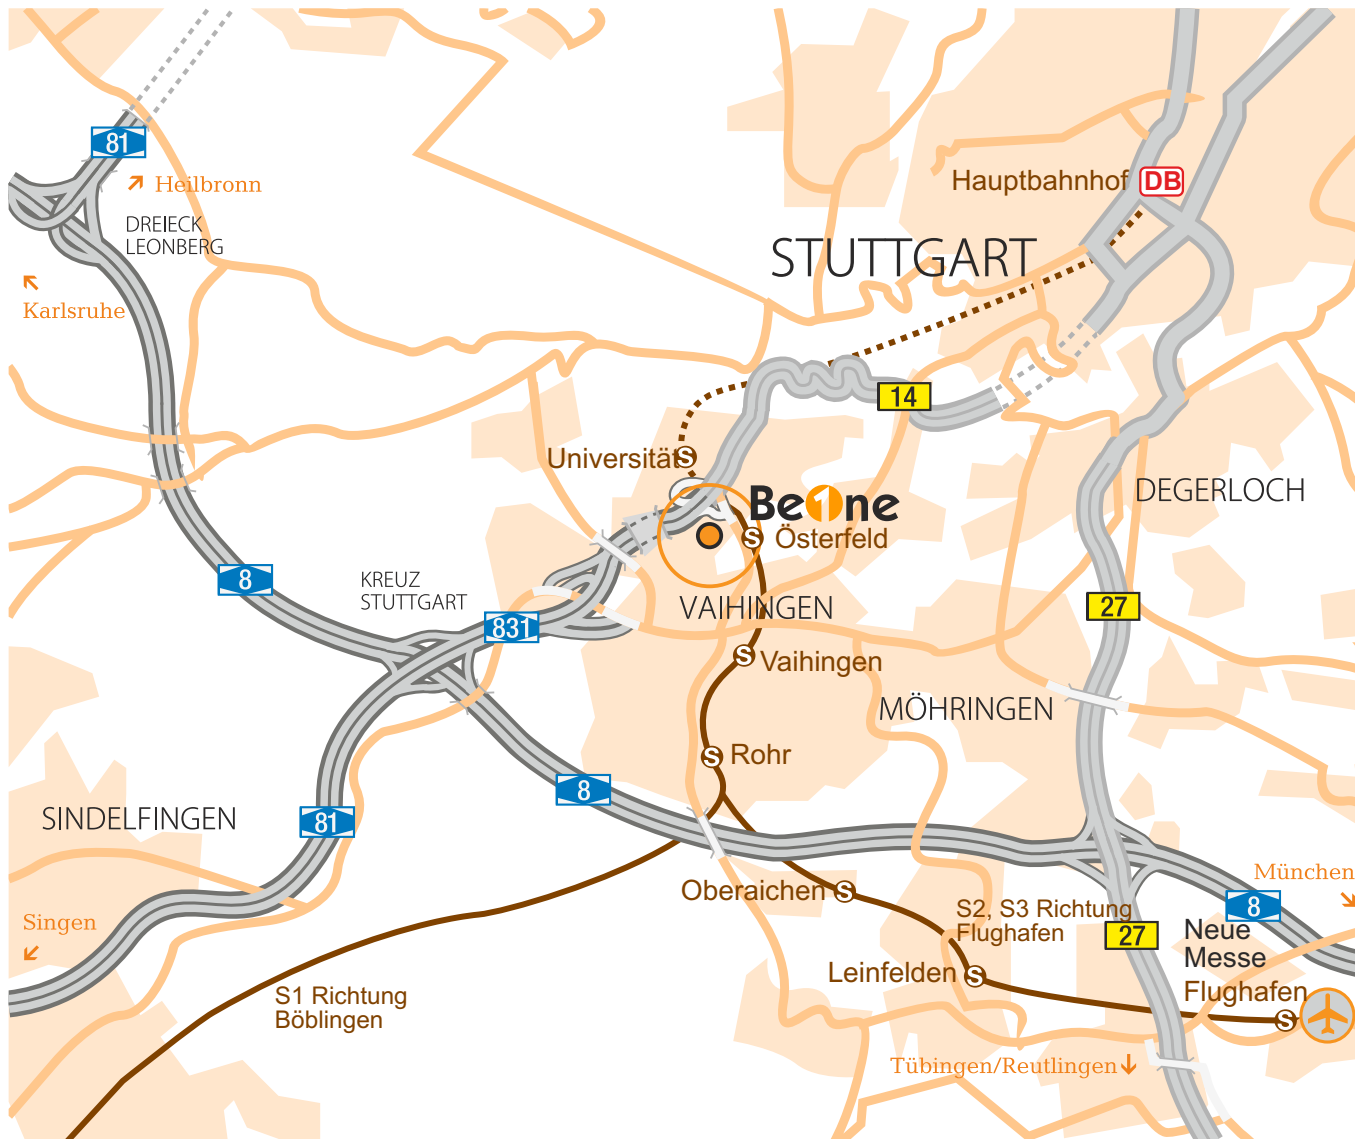 81
Heilbronn
DREIECK
LEONBERG
Karlsruhe
Hauptbahnhof DB
STUTTGART
14
Universität S
Be1ne
S Österfeld
DEGERLOCH
8
KREUZ
STUTTGART
831
VAIHINGEN
27
S Vaihingen
MÖHRINGEN
S Rohr
8
SINDELFINGEN
81
München
Oberaichen S
8
S2, S3 Richtung
Flughafen
27
Singen
Neue
Messe
Leinfelden S
Flughafen
S
S1 Richtung
Böblingen
Tübingen/Reutlingen